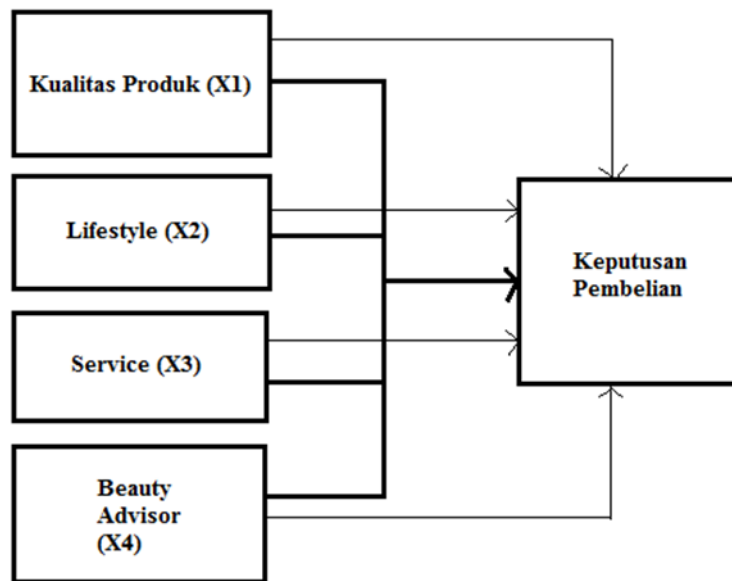 Kualitas Produk (X1)
Lifestyle (X2)
Service (X3)
Beauty
Advisor
(X4)
Keputusan
Pembelian